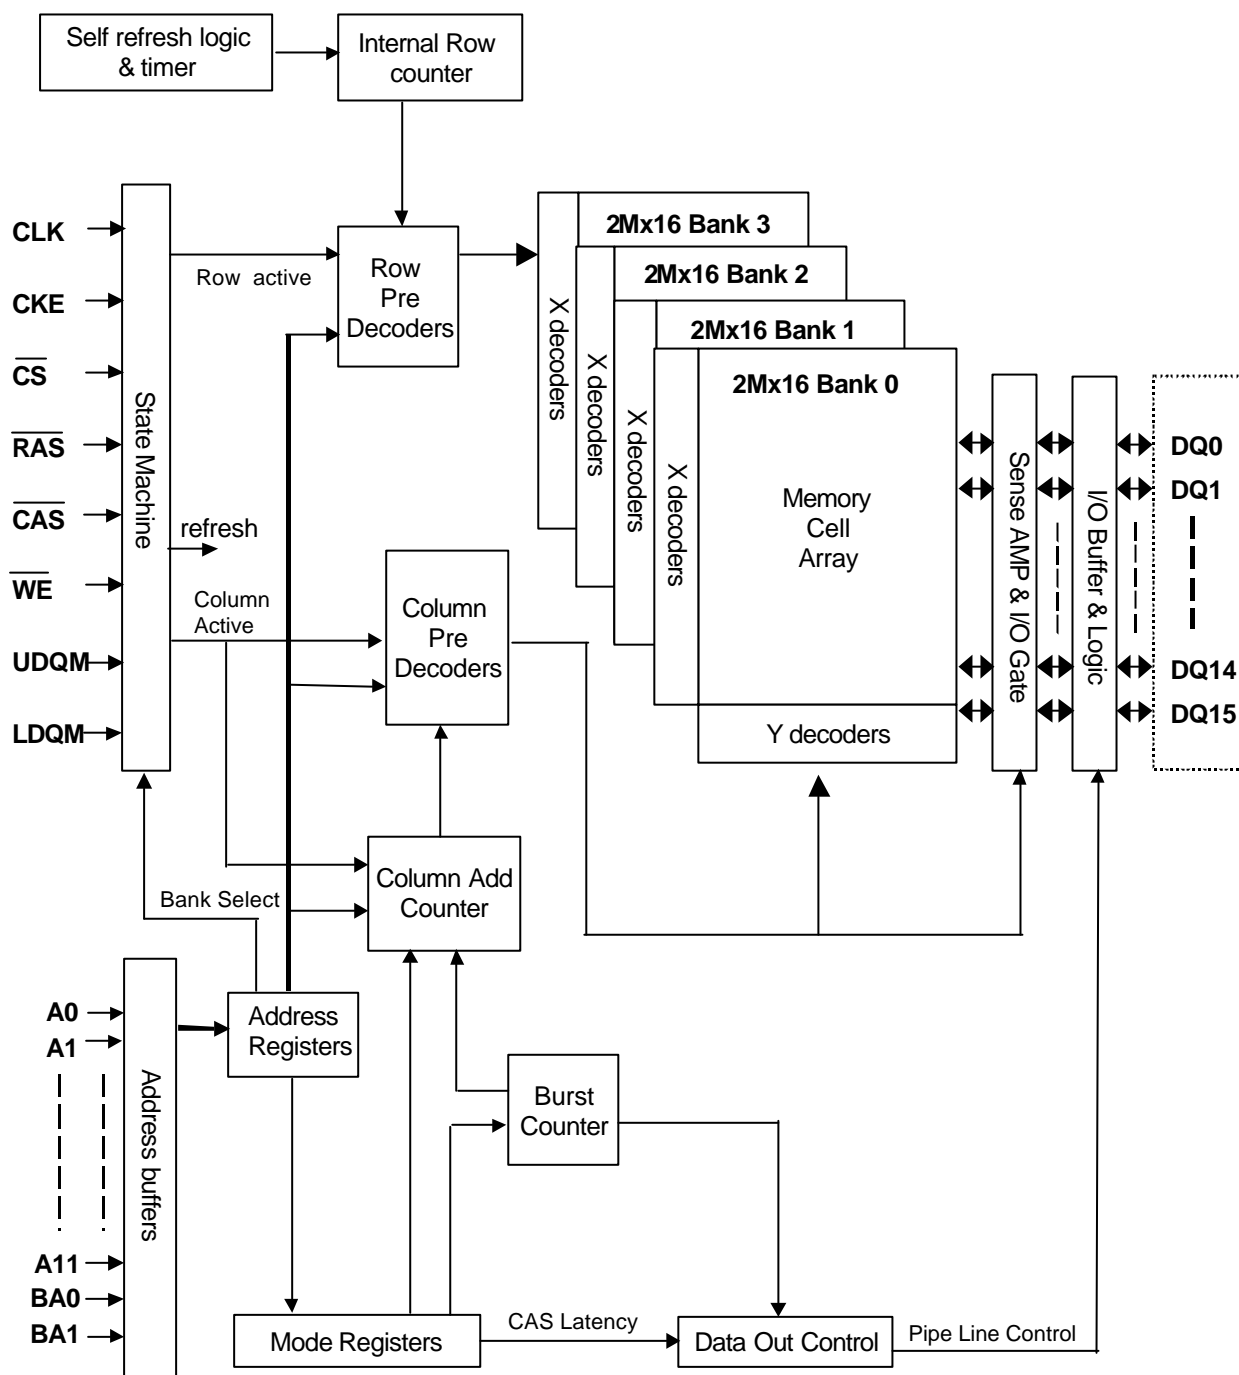 Self refresh logic
& timer
Internal Row
counter
CLK
CKE
CS
RAS
CAS
WE
UDQM
LDQM
State Machine
Row active
refresh
Column
Active
Bank Select
Row
Pre
Decoders
Column
Pre
Decoders
Column Add
Counter
2Mx16 Bank 3
2Mx16 Bank 2
2Mx16 Bank 1
2Mx16 Bank 0
X decoders
X decoders
X decoders
X decoders
Memory
Cell
Array
Y decoders
Sense AMP & I/O Gate
I/O Buffer & Logic
DQ0
DQ1
DQ14
DQ15
A0
A1
A11
BA0
BA1
Address buffers
Address
Registers
Burst
Counter
Mode Registers
CAS Latency
Data Out Control
Pipe Line Control